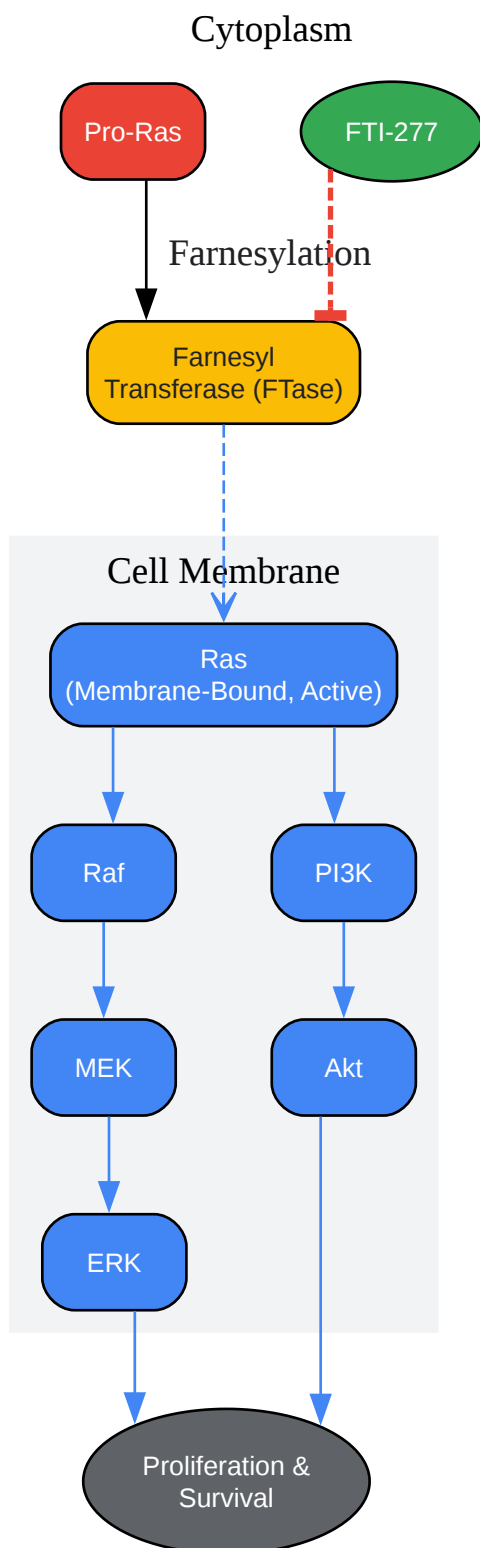 Cytoplasm
Pro-Ras
FTI-277
Farnesylation
Farnesyl
Transferase (FTase)
Cell Membrane
Ras
(Membrane-Bound, Active)
Raf
PI3K
MEK
Akt
ERK
Proliferation &
Survival